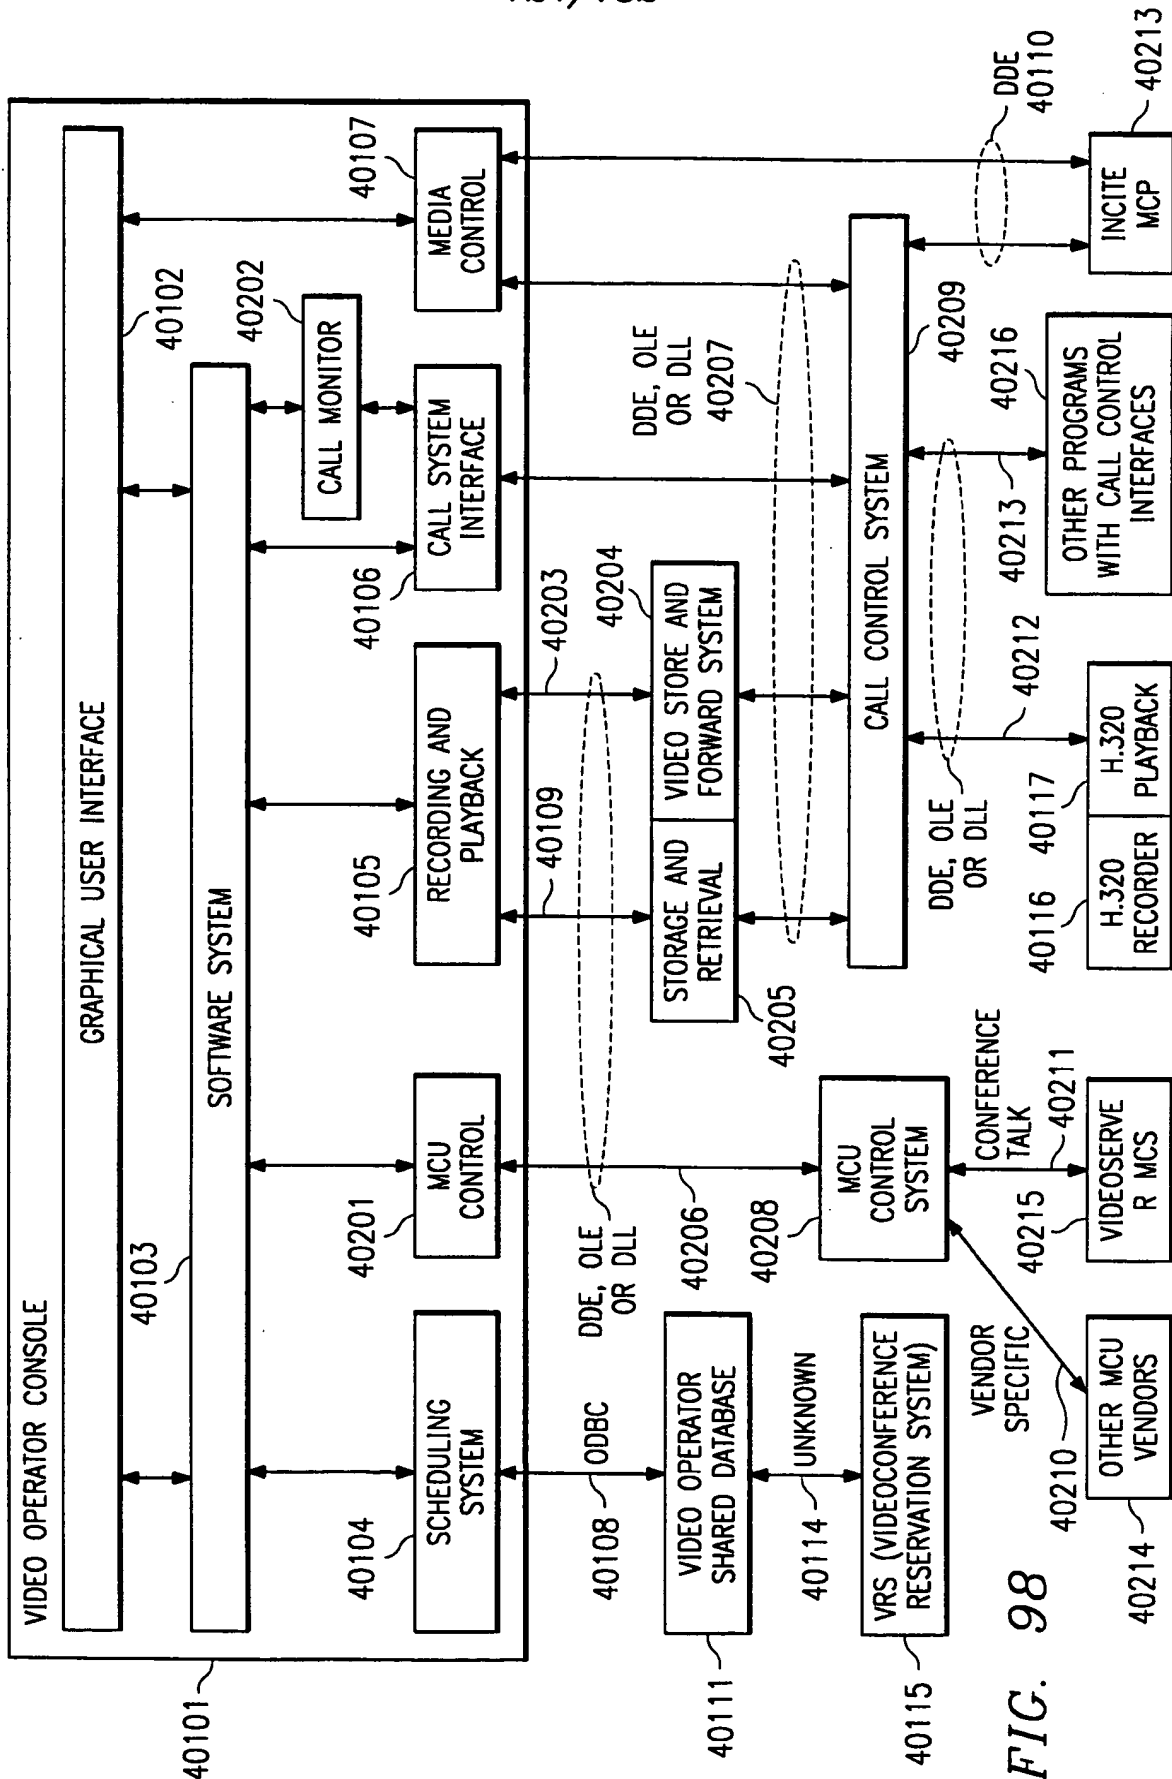 VIDEO OPERATOR CONSOLE
40101
GRAPHICAL USER INTERFACE
40102
SOFTWARE SYSTEM
40103
CALL MONITOR
40202
SCHEDULING
SYSTEM
40104
MCU
CONTROL
40201
RECORDING AND
PLAYBACK
40105
CALL SYSTEM
INTERFACE
40106
MEDIA
CONTROL
40107
ODBC
40108
DDE, OLE
OR DLL
40206
40109
40203
DDE, OLE
OR DLL
40207
DDE
40110
VIDEO OPERATOR
SHARED DATABASE
40111
STORAGE AND
RETRIEVAL
40205
VIDEO STORE AND
FORWARD SYSTEM
40204
UNKNOWN
40114
VRS (VIDEOCONFERENCE
RESERVATION SYSTEM)
40115
MCU
CONTROL
SYSTEM
40208
CALL CONTROL SYSTEM
40209
VENDOR
SPECIFIC
40210
CONFERENCE
TALK
40211
DDE, OLE
OR DLL
40212
40213
OTHER MCU
VENDORS
40214
VIDEOSERVE
R MCS
40215
H.320
RECORDER
40116
H.320
PLAYBACK
40117
OTHER PROGRAMS
WITH CALL CONTROL
INTERFACES
40216
INCITE
MCP
40213
FIG. 98